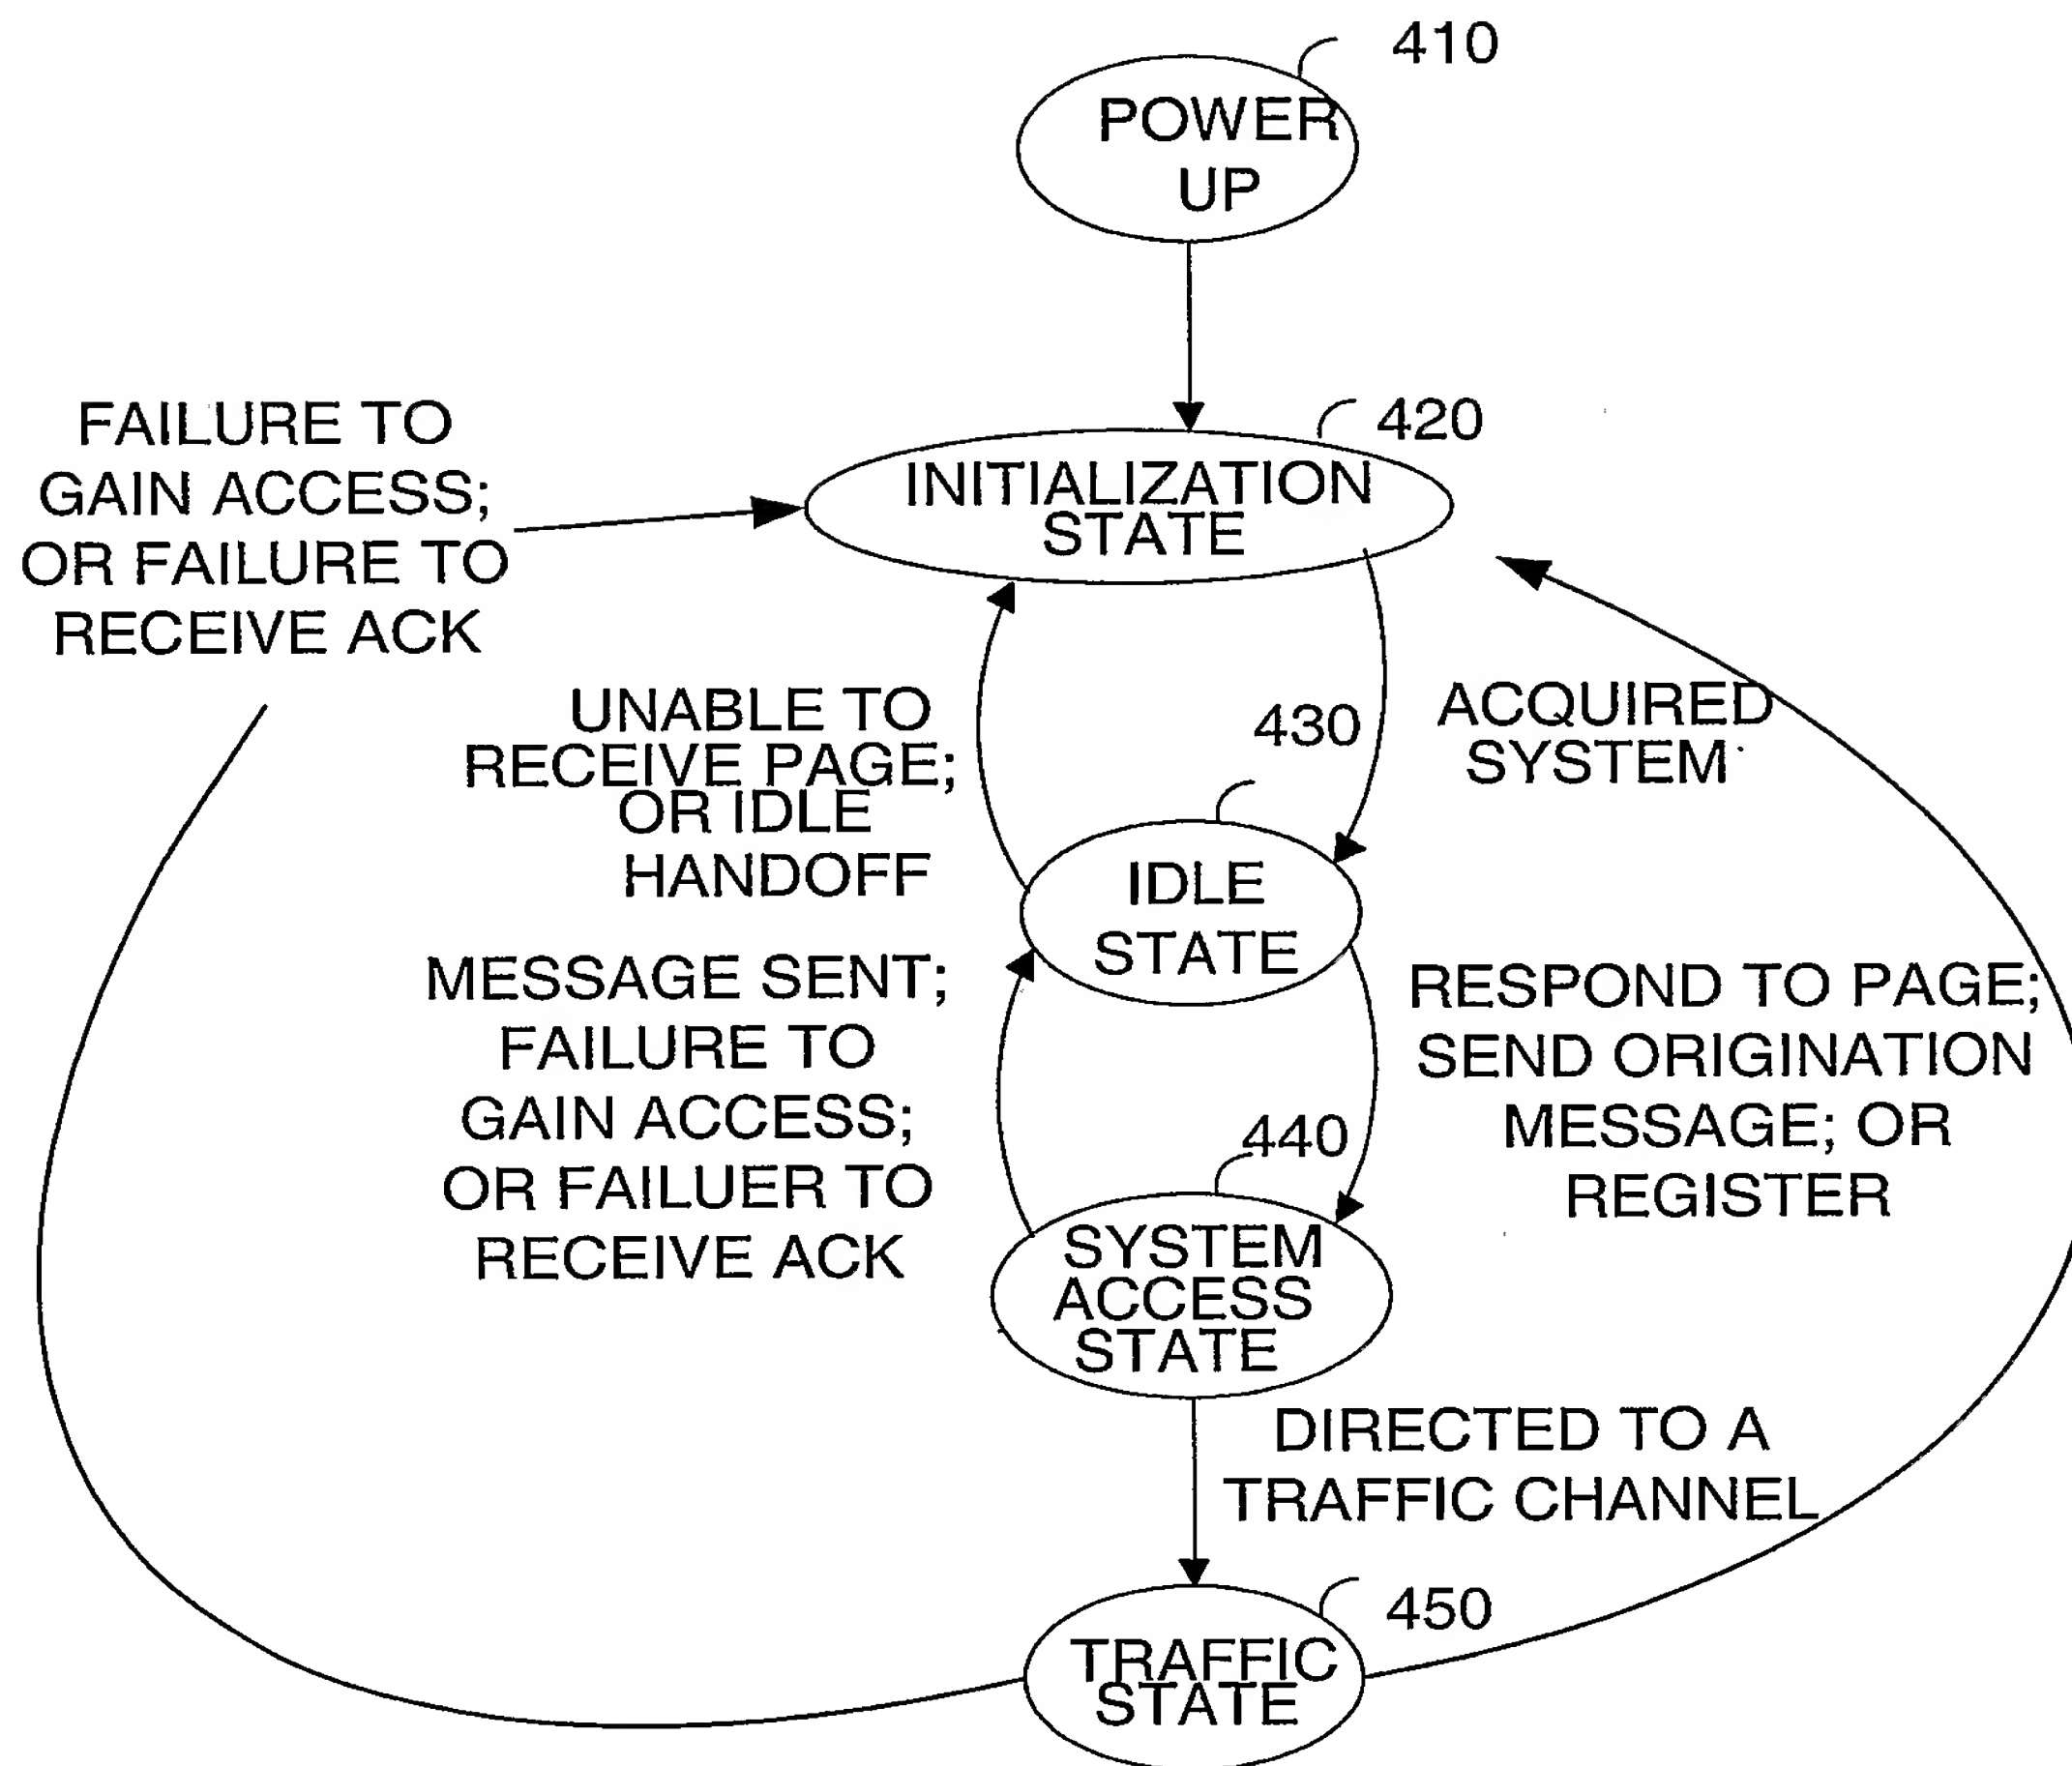 410
POWER
UP
420
INITIALIZATION
STATE
FAILURE TO
GAIN ACCESS;
OR FAILURE TO
RECEIVE ACK
UNABLE TO
RECEIVE PAGE;
OR IDLE
HANDOFF
430
ACQUIRED
SYSTEM
IDLE
STATE
MESSAGE SENT;
FAILURE TO
GAIN ACCESS;
OR FAILUER TO
RECEIVE ACK
RESPOND TO PAGE;
SEND ORIGINATION
MESSAGE; OR
REGISTER
440
SYSTEM
ACCESS
STATE
DIRECTED TO A
TRAFFIC CHANNEL
450
TRAFFIC
STATE